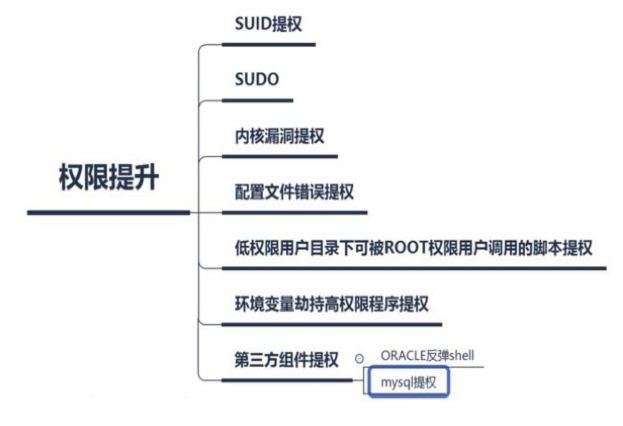 SUID提权
SUDO
内核漏洞提权
权限提升
配置文件错误提权
低权限用户目录下可被ROOT权限用户调用的脚本提权
环境变量劫持高权限程序提权
第三方组件提权
ORACLE反弹shell
mysql提权